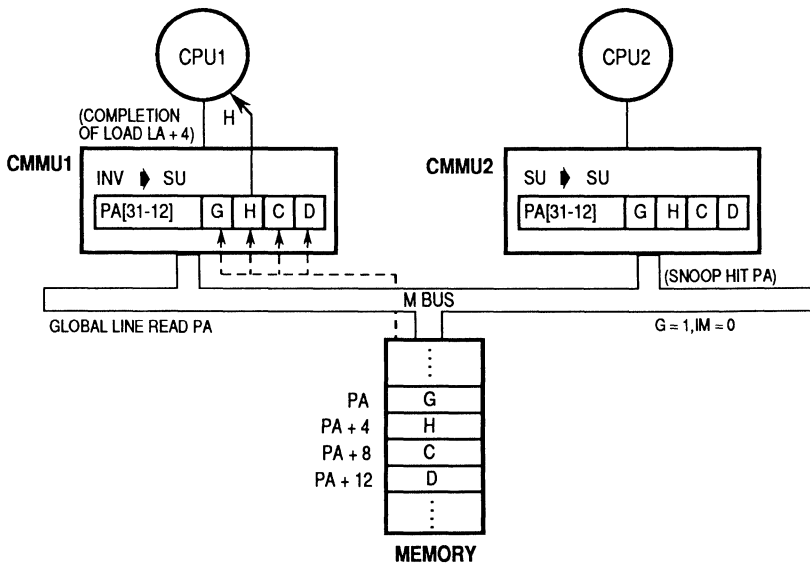 CPU1
CPU2
(COMPLETION
OF LOAD LA + 4)
H
CMMU1
INV ➧ SU
PA[31-12] G H C D
CMMU2
SU ➧ SU
PA[31-12] G H C D
(SNOOP HIT PA)
M BUS
GLOBAL LINE READ PA
G = 1, IM = 0
PA G
PA + 4 H
PA + 8 C
PA + 12 D
MEMORY